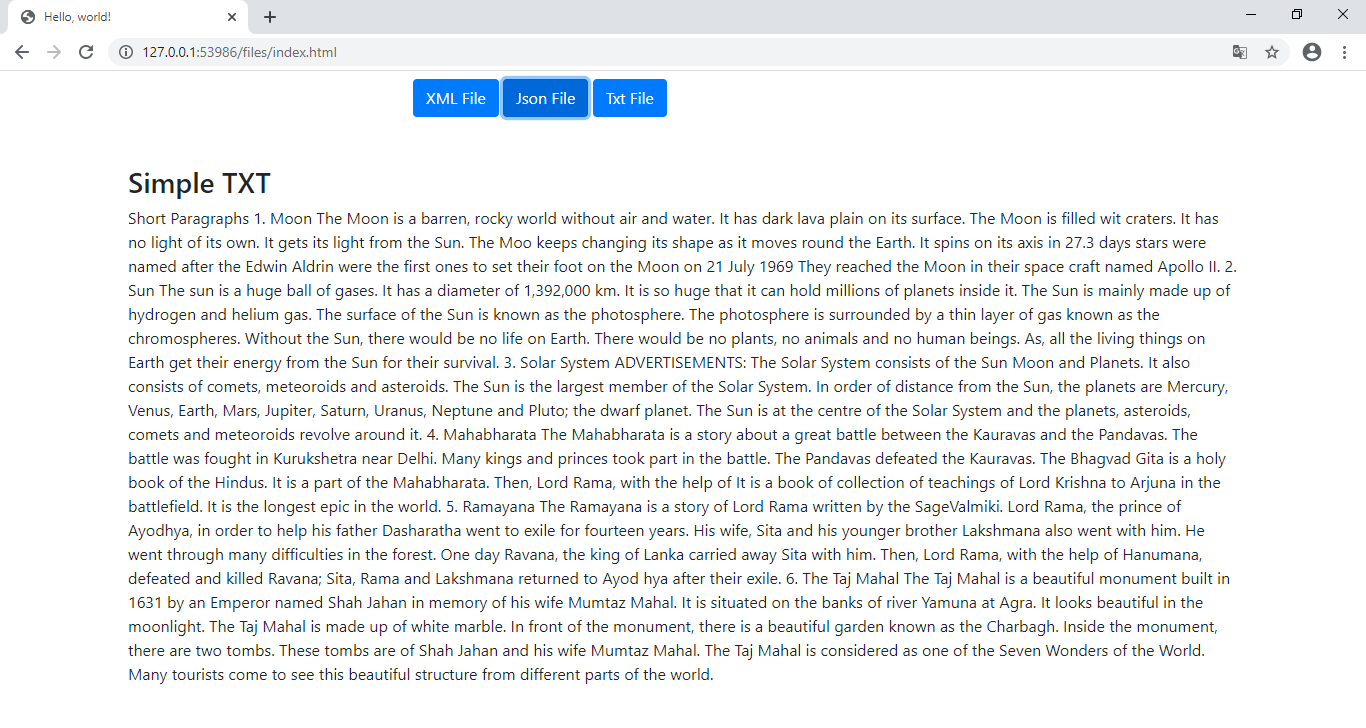 Hello, world!
127.0.0.1:53986/files/index.html
XML File Json File Txt File
Simple TXT
Short Paragraphs 1. Moon The Moon is a barren, rocky world without air and water. It has dark lava plain on its surface. The Moon is filled wit craters. It has
no light of its own. It gets its light from the Sun. The Moo keeps changing its shape as it moves round the Earth. It spins on its axis in 27.3 days stars were
named after the Edwin Aldrin were the first ones to set their foot on the Moon on 21 July 1969 They reached the Moon in their space craft named Apollo II. 2.
Sun The sun is a huge ball of gases. It has a diameter of 1,392,000 km. It is so huge that it can hold millions of planets inside it. The Sun is mainly made up of
hydrogen and helium gas. The surface of the Sun is known as the photosphere. The photosphere is surrounded by a thin layer of gas known as the
chromospheres. Without the Sun, there would be no life on Earth. There would be no plants, no animals and no human beings. As, all the living things on
Earth get their energy from the Sun for their survival. 3. Solar System ADVERTISEMENTS: The Solar System consists of the Sun Moon and Planets. It also
consists of comets, meteoroids and asteroids. The Sun is the largest member of the Solar System. In order of distance from the Sun, the planets are Mercury,
Venus, Earth, Mars, Jupiter, Saturn, Uranus, Neptune and Pluto; the dwarf planet. The Sun is at the centre of the Solar System and the planets, asteroids,
comets and meteoroids revolve around it. 4. Mahabharata The Mahabharata is a story about a great battle between the Kauravas and the Pandavas. The
battle was fought in Kurukshetra near Delhi. Many kings and princes took part in the battle. The Pandavas defeated the Kauravas. The Bhagvad Gita is a holy
book of the Hindus. It is a part of the Mahabharata. Then, Lord Rama, with the help of It is a book of collection of teachings of Lord Krishna to Arjuna in the
battlefield. It is the longest epic in the world. 5. Ramayana The Ramayana is a story of Lord Rama written by the SageValmiki. Lord Rama, the prince of
Ayodhya, in order to help his father Dasharatha went to exile for fourteen years. His wife, Sita and his younger brother Lakshmana also went with him. He
went through many difficulties in the forest. One day Ravana, the king of Lanka carried away Sita with him. Then, Lord Rama, with the help of Hanumana,
defeated and killed Ravana; Sita, Rama and Lakshmana returned to Ayod hya after their exile. 6. The Taj Mahal The Taj Mahal is a beautiful monument built in
1631 by an Emperor named Shah Jahan in memory of his wife Mumtaz Mahal. It is situated on the banks of river Yamuna at Agra. It looks beautiful in the
moonlight. The Taj Mahal is made up of white marble. In front of the monument, there is a beautiful garden known as the Charbagh. Inside the monument,
there are two tombs. These tombs are of Shah Jahan and his wife Mumtaz Mahal. The Taj Mahal is considered as one of the Seven Wonders of the World.
Many tourists come to see this beautiful structure from different parts of the world.